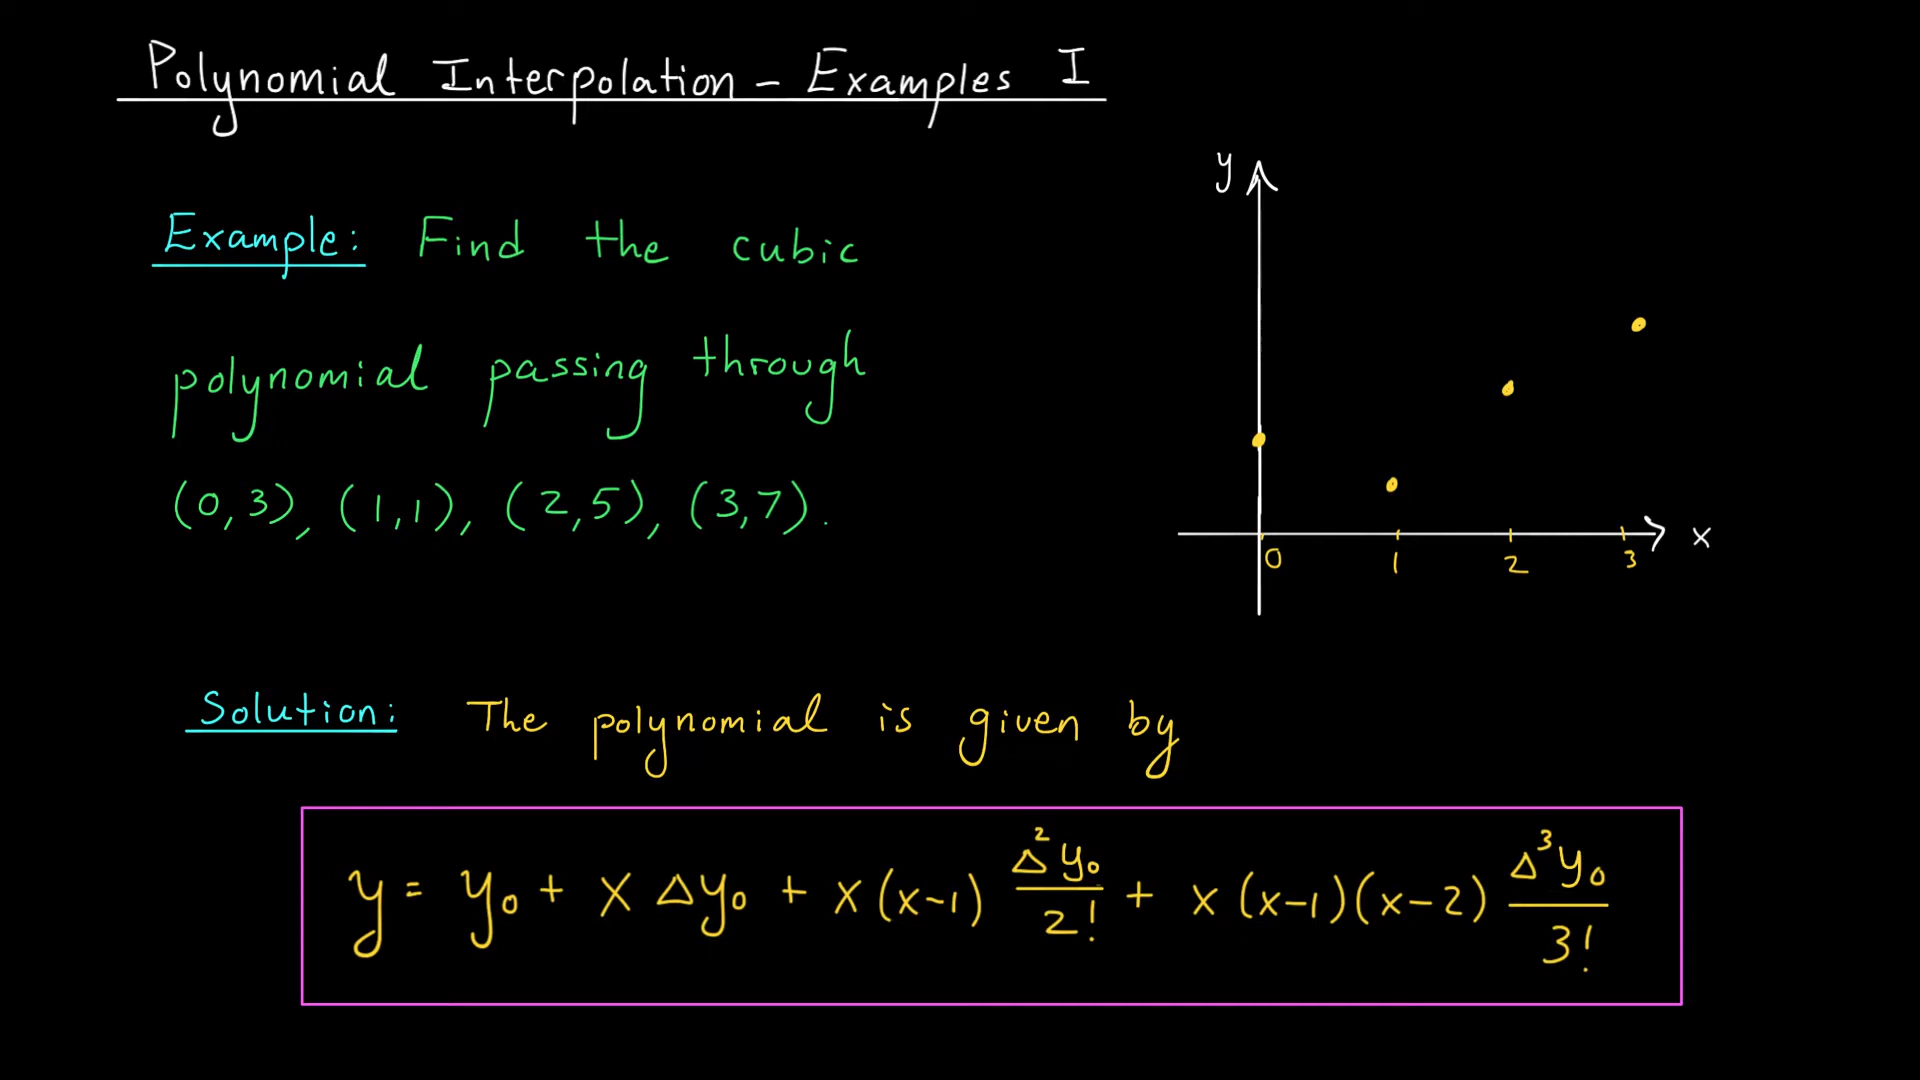 Polynomial Interpolation - Examples I
y
Example: Find the cubic
polynomial passing through
(0,3), (1,1), (2,5), (3,7).
x
0 1 2 3
Solution: The polynomial is given by
y = y₀ + x Δy₀ + x(x-1) Δ²y₀/2! + x(x-1)(x-2) Δ³y₀/3!